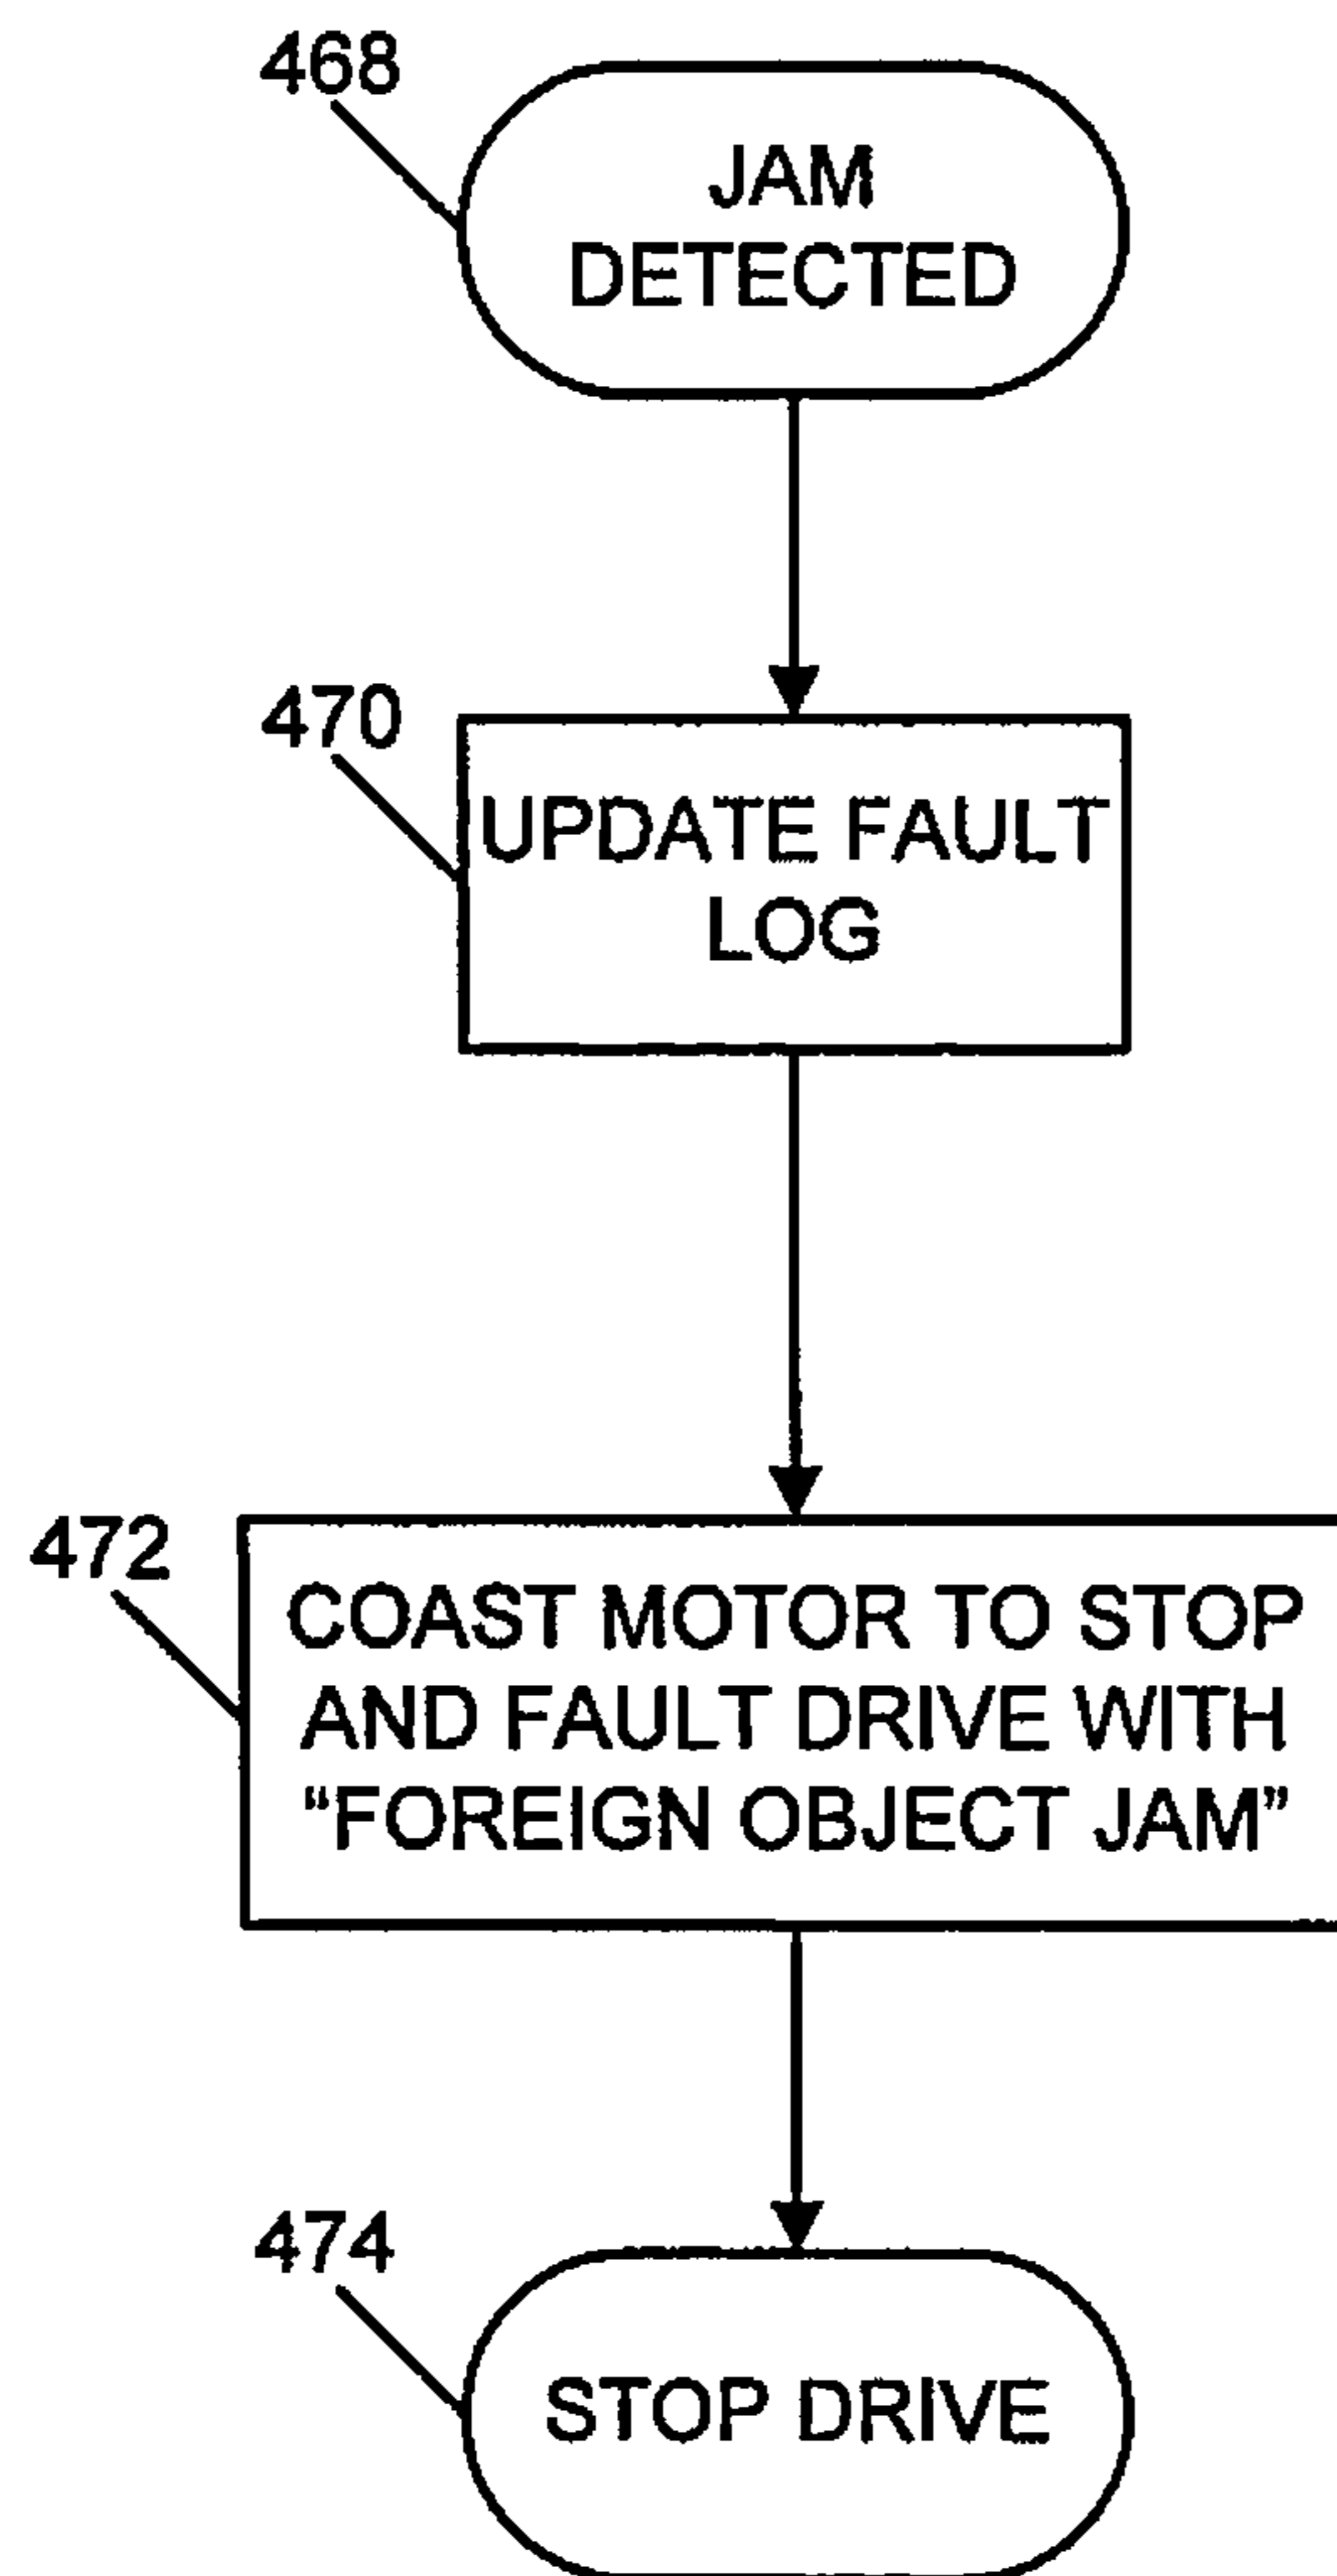 468
JAM
DETECTED
470
UPDATE FAULT
LOG
472
COAST MOTOR TO STOP
AND FAULT DRIVE WITH
“FOREIGN OBJECT JAM”
474
STOP DRIVE